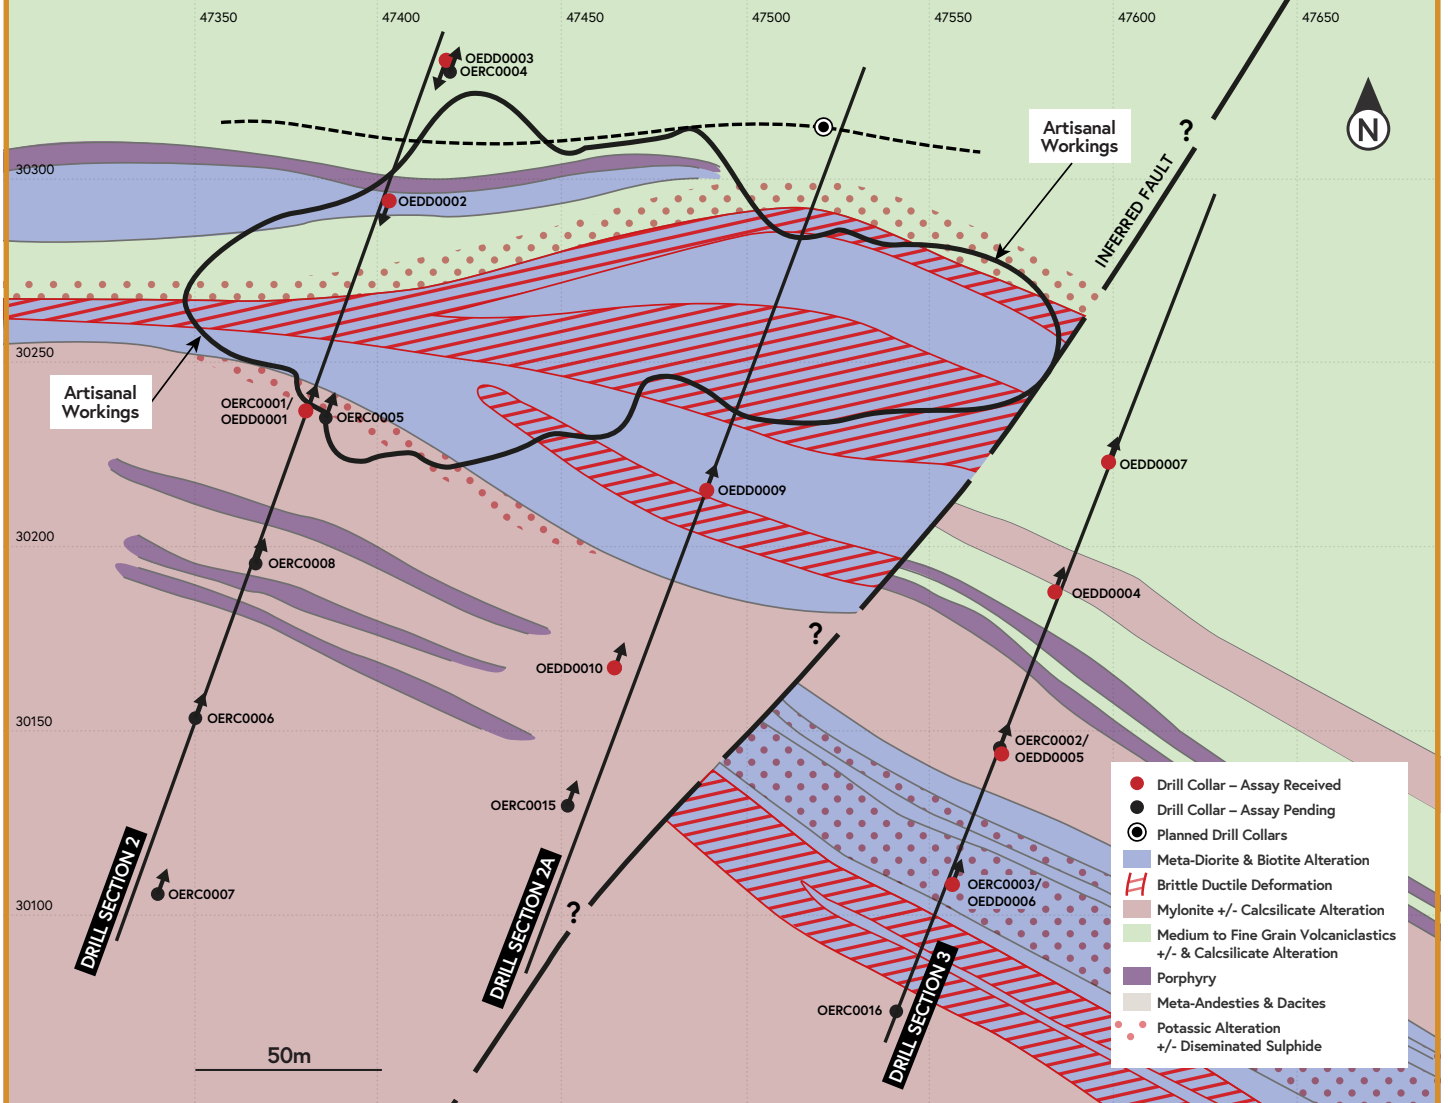 47350
47400
47450
47500
47550
47600
47650
OEDD0003
OERC0004
Artisanal
Workings
?
N
30300
OEDD0002
INFERRED FAULT
30250
Artisanal
Workings
OERC0001/
OEDD0001
OERC0005
OEDD0007
OEDD0009
30200
OERC0008
OEDD0004
?
OEDD0010
30150
OERC0006
OERC0002/
OEDD0005
OERC0015
DRILL SECTION 2
OERC0007
DRILL SECTION 2A
OERC0003/
OEDD0006
30100
?
DRILL SECTION 3
OERC0016
50m
Drill Collar – Assay Received
Drill Collar – Assay Pending
Planned Drill Collars
Meta-Diorite & Biotite Alteration
Brittle Ductile Deformation
Mylonite +/- Calcsilicate Alteration
Medium to Fine Grain Volcaniclastics
+/- & Calcsilicate Alteration
Porphyry
Meta-Andesties & Dacites
Potassic Alteration
+/- Diseminated Sulphide